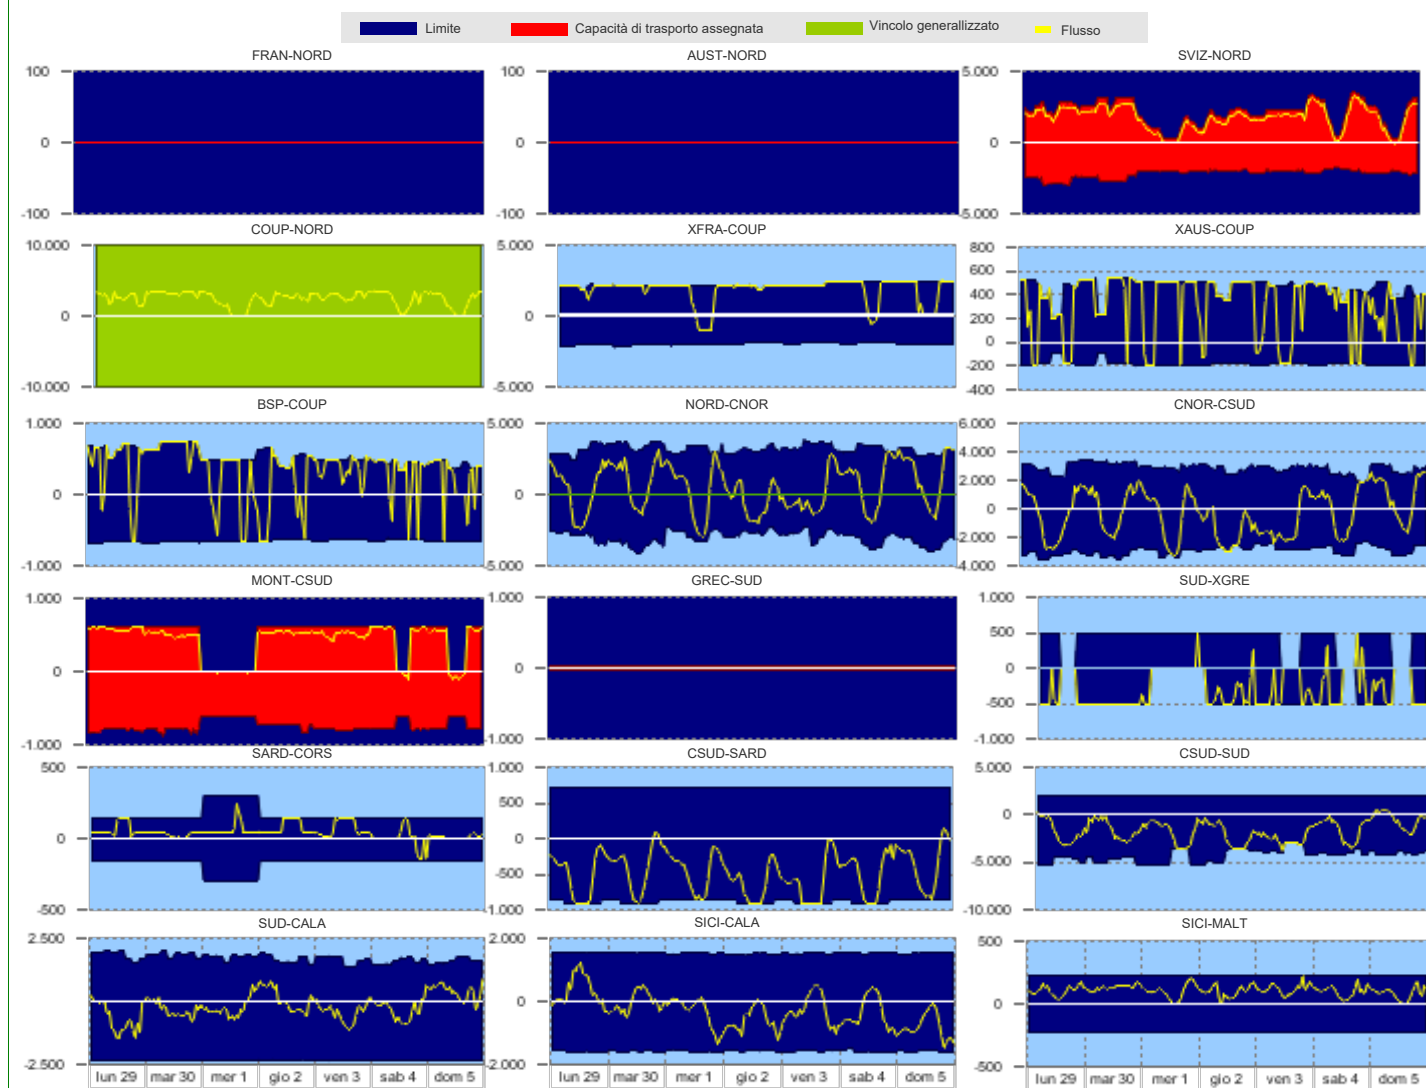 Limite Capacità di trasporto assegnata Vincolo generallizzato Flusso
FRAN-NORD AUST-NORD SVIZ-NORD
100 100 5.000
0 0 0
-100 -100 -5.000
COUP-NORD XFRA-COUP XAUS-COUP
10.000 5.000 800
600
400
200
0 0 0
-200
-10.000 -5.000 -400
BSP-COUP NORD-CNOR CNOR-CSUD
1.000 5.000 6.000
4.000
2.000
0 0 0
-2.000
-1.000 -5.000 -4.000
MONT-CSUD GREC-SUD SUD-XGRE
1.000 1.000 1.000
500
0 0 0
-500
-1.000 -1.000 -1.000
SARD-CORS CSUD-SARD CSUD-SUD
500 1.000 5.000
500
0 0 0
-500 -5.000
-500 -1.000 -10.000
SUD-CALA SICI-CALA SICI-MALT
2.500 2.000 500
0 0 0
-2.500 -2.000 -500
lun 29 mar 30 mer 1 gio 2 ven 3 sab 4 dom 5 lun 29 mar 30 mer 1 gio 2 ven 3 sab 4 dom 5 lun 29 mar 30 mer 1 gio 2 ven 3 sab 4 dom 5